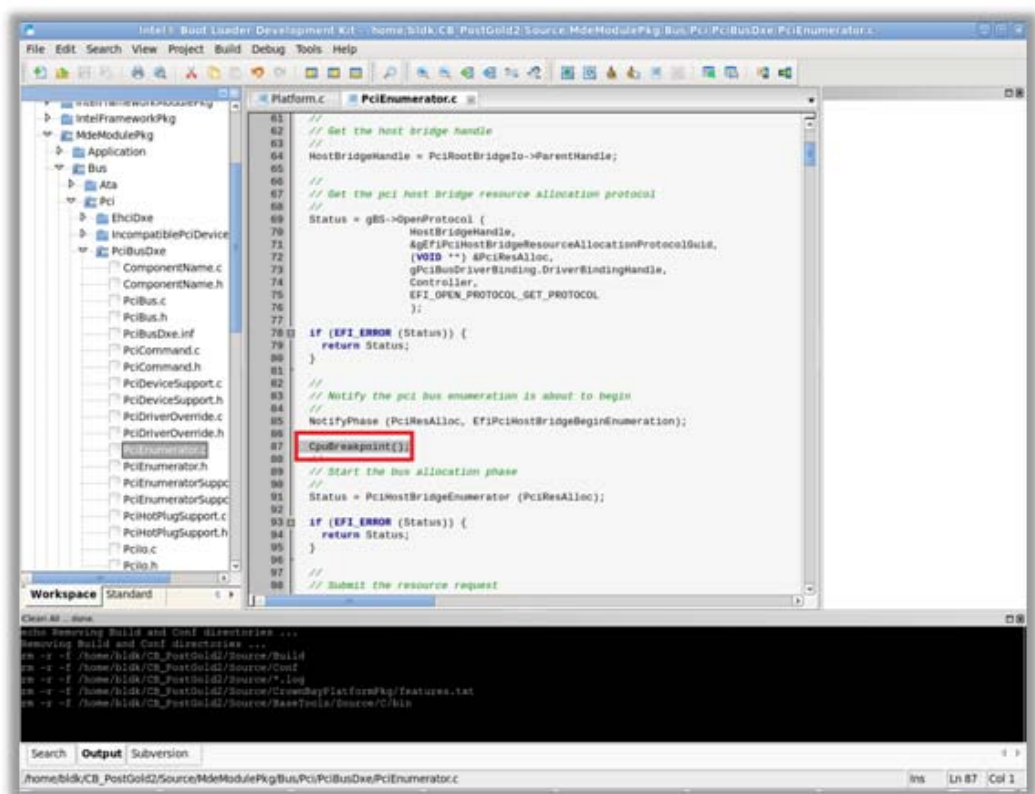 Intel® Boot Loader Development Kit - /home/bldk/CB_PostGold2/Source/MdeModulePkg/Bus/Pci/PciBusDxe/PciEnumerator.c
File Edit Search View Project Build Debug Tools Help
Platform.c PciEnumerator.c
IntelFrameworkModulePkg
IntelFrameworkPkg
MdeModulePkg
Application
Bus
Ata
Pci
EhciDxe
IncompatiblePciDevice
PciBusDxe
ComponentName.c
ComponentName.h
PciBus.c
PciBus.h
PciBusDxe.inf
PciCommand.c
PciCommand.h
PciDeviceSupport.c
PciDeviceSupport.h
PciDriverOverride.c
PciDriverOverride.h
PciEnumerator.c
PciEnumerator.h
PciEnumeratorSuppo
PciEnumeratorSuppo
PciHotPlugSupport.c
PciHotPlugSupport.h
PciIo.c
PciIo.h
Workspace Standard
61 //
62 // Get the host bridge handle
63 //
64 HostBridgeHandle = PciRootBridgeIo->ParentHandle;
65
66 //
67 // Get the pci host bridge resource allocation protocol
68 //
69 Status = gBS->OpenProtocol (
70 HostBridgeHandle,
71 &gEfiPciHostBridgeResourceAllocationProtocolGuid,
72 (VOID **) &PciResAlloc,
73 gPciBusDriverBinding.DriverBindingHandle,
74 Controller,
75 EFI_OPEN_PROTOCOL_GET_PROTOCOL
76 );
77
78 if (EFI_ERROR (Status)) {
79 return Status;
80 }
81
82 //
83 // Notify the pci bus enumeration is about to begin
84 //
85 NotifyPhase (PciResAlloc, EfiPciHostBridgeBeginEnumeration);
86
87 CpuBreakpoint();
88 //
89 // Start the bus allocation phase
90 //
91 Status = PciHostBridgeEnumerator (PciResAlloc);
92
93 if (EFI_ERROR (Status)) {
94 return Status;
95 }
96
97 //
98 // Submit the resource request
Clean All ... done.
echo Removing Build and Conf directories ...
Removing Build and Conf directories ...
rm -r -f /home/bldk/CB_PostGold2/Source/Build
rm -r -f /home/bldk/CB_PostGold2/Source/Conf
rm -r -f /home/bldk/CB_PostGold2/Source/*.log
rm -r -f /home/bldk/CB_PostGold2/Source/CrownBayPlatformPkg/features.txt
rm -r -f /home/bldk/CB_PostGold2/Source/BaseTools/Source/C/bin
Search Output Subversion
/home/bldk/CB_PostGold2/Source/MdeModulePkg/Bus/Pci/PciBusDxe/PciEnumerator.c Ins Ln 87 Col 1